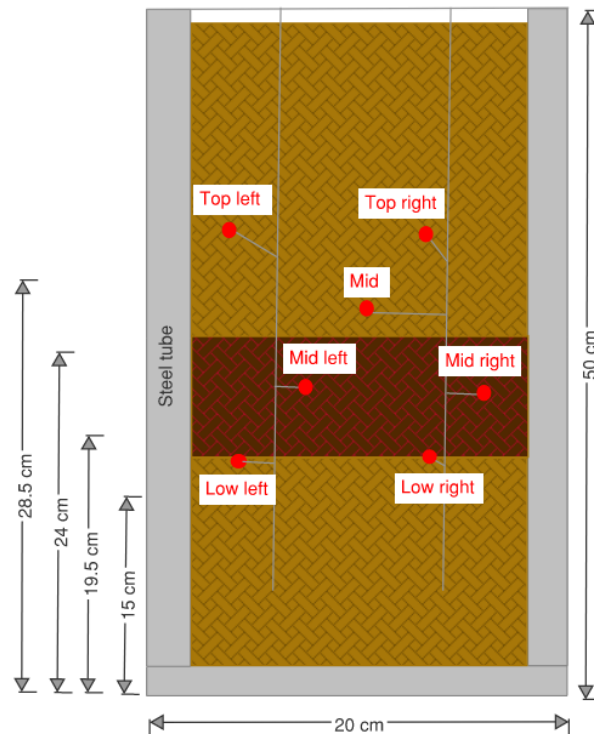 Top left
Top right
Mid
Mid left
Mid right
Low left
Low right
Steel tube
28.5 cm
24 cm
19.5 cm
15 cm
50 cm
20 cm